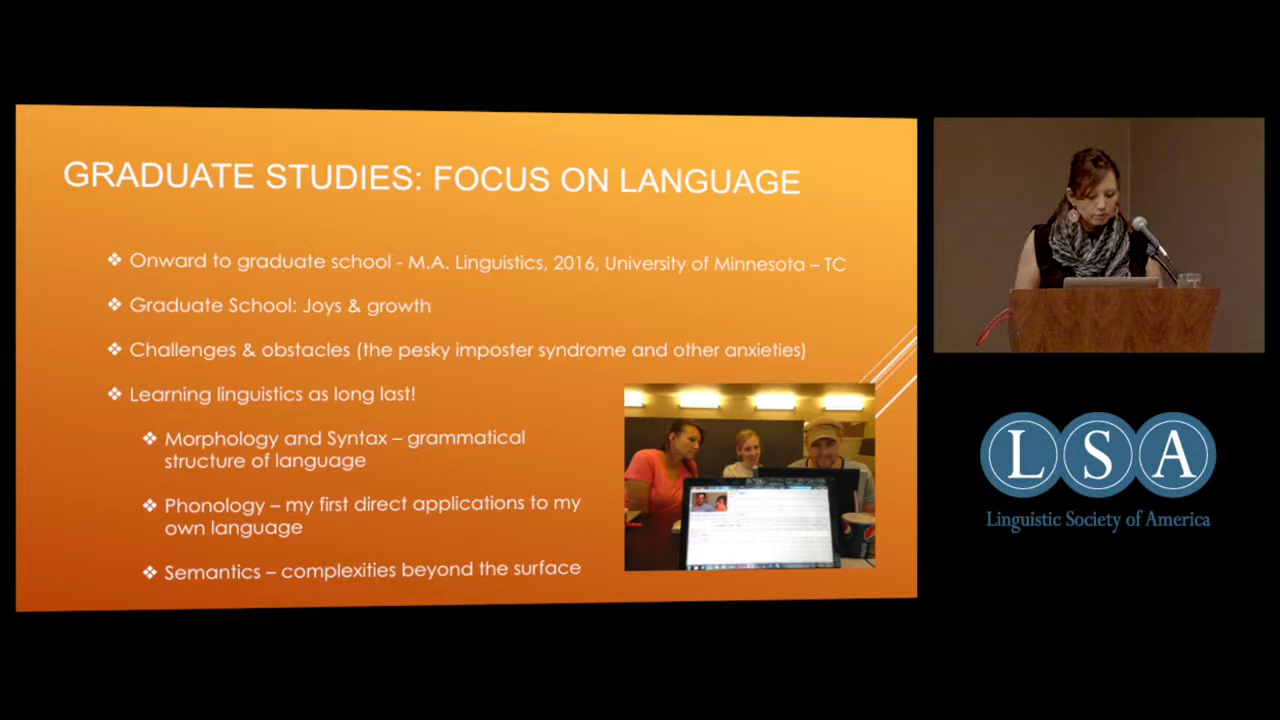 GRADUATE STUDIES: FOCUS ON LANGUAGE
❖ Onward to graduate school - M.A. Linguistics, 2016, University of Minnesota – TC
❖ Graduate School: Joys & growth
❖ Challenges & obstacles (the pesky imposter syndrome and other anxieties)
❖ Learning linguistics as long last!
❖ Morphology and Syntax – grammatical
structure of language
❖ Phonology – my first direct applications to my
own language
❖ Semantics – complexities beyond the surface
LSA
Linguistic Society of America